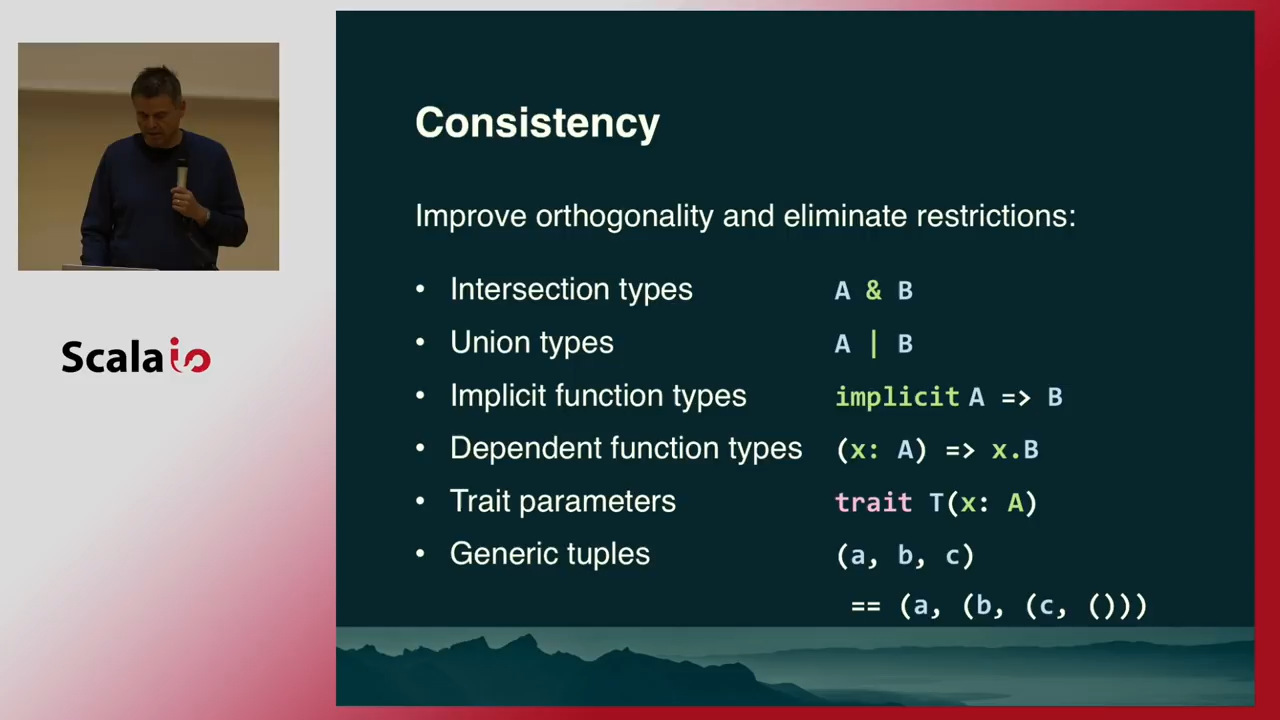 Consistency
Improve orthogonality and eliminate restrictions:
• Intersection types A & B
• Union types A | B
• Implicit function types implicit A => B
• Dependent function types (x: A) => x.B
• Trait parameters trait T(x: A)
• Generic tuples (a, b, c)
== (a, (b, (c, ())))
Scala io